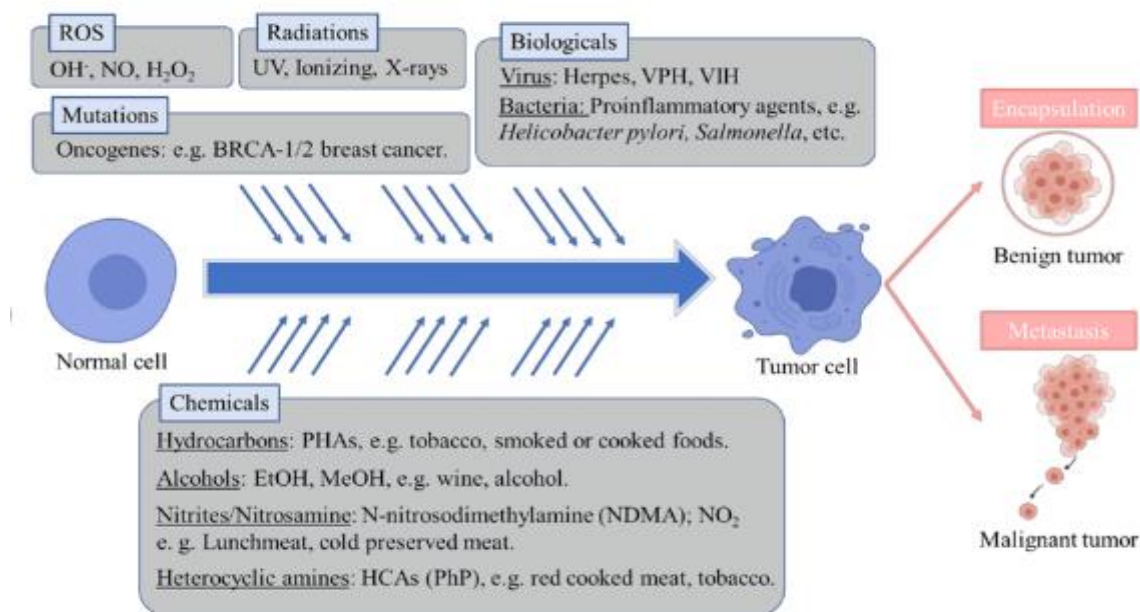 ROS
OH·, NO, H₂O₂
Radiations
UV, Ionizing, X-rays
Mutations
Oncogenes: e.g. BRCA-1/2 breast cancer.
Biologicals
Virus: Herpes, VPH, VIH
Bacteria: Proinflammatory agents, e.g.
Helicobacter pylori, Salmonella, etc.
Normal cell
Tumor cell
Encapsulation
Benign tumor
Metastasis
Malignant tumor
Chemicals
Hydrocarbons: PHAs, e.g. tobacco, smoked or cooked foods.
Alcohols: EtOH, MeOH, e.g. wine, alcohol.
Nitrites/Nitrosamine: N-nitrosodimethylamine (NDMA); NO₂
e. g. Lunchmeat, cold preserved meat.
Heterocyclic amines: HCAs (PhP), e.g. red cooked meat, tobacco.